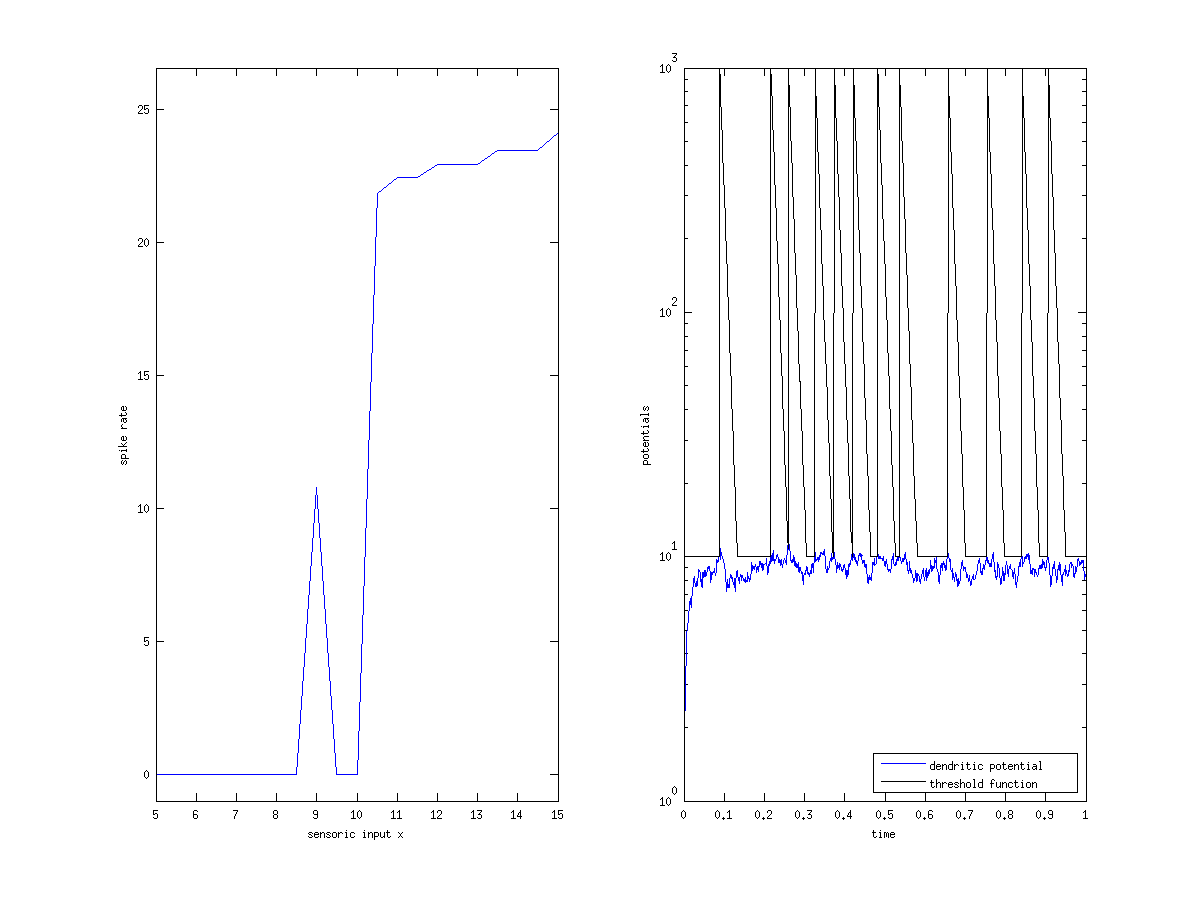 25
20
15
10
5
0
spike rate
5 6 7 8 9 10 11 12 13 14 15
sensoric input x
10^3
10^2
10^1
10^0
potentials
dendritic potential
threshold function
0 0.1 0.2 0.3 0.4 0.5 0.6 0.7 0.8 0.9 1
time